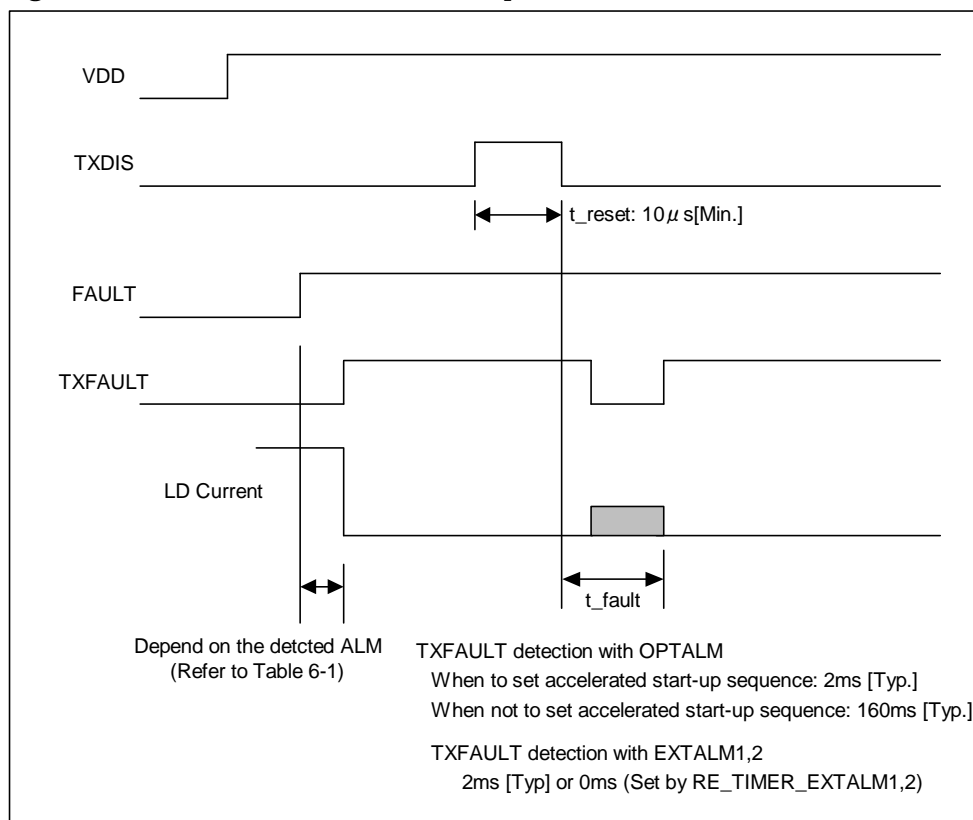 VDD
TXDIS
t_reset: 10μs[Min.]
FAULT
TXFAULT
LD Current
t_fault
Depend on the detcted ALM
(Refer to Table 6-1)
TXFAULT detection with OPTALM
When to set accelerated start-up sequence: 2ms [Typ.]
When not to set accelerated start-up sequence: 160ms [Typ.]
TXFAULT detection with EXTALM1,2
2ms [Typ] or 0ms (Set by RE_TIMER_EXTALM1,2)